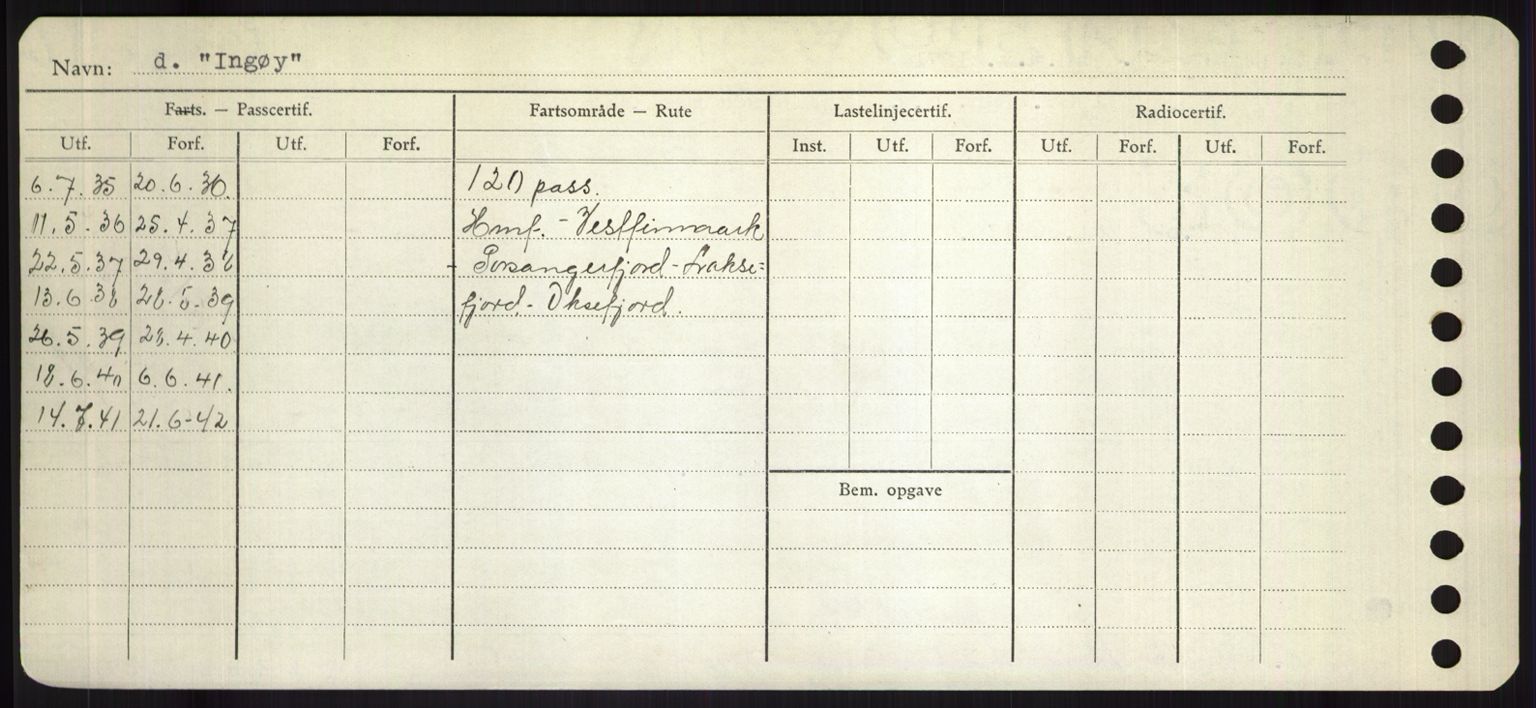 Navn: d. "Ingøy"
Farts. — Passcertif. Fartsområde — Rute Lastelinjecertif. Radiocertif.
Utf. Forf. Utf. Forf. Inst. Utf. Forf. Utf. Forf. Utf. Forf.
6.7.35 20.6.36. 120 pass.
11.5.36 25.4.37 Hmf. - Vestfinmark
22.5.37 29.4.38 - Porsangerfjord - Lakse=
13.6.38 28.5.39 fjord - Øksefjord.
26.5.39 28.4.40
18.6.40 6.6.41.
14.7.41 21.6-42
Bem. opgave